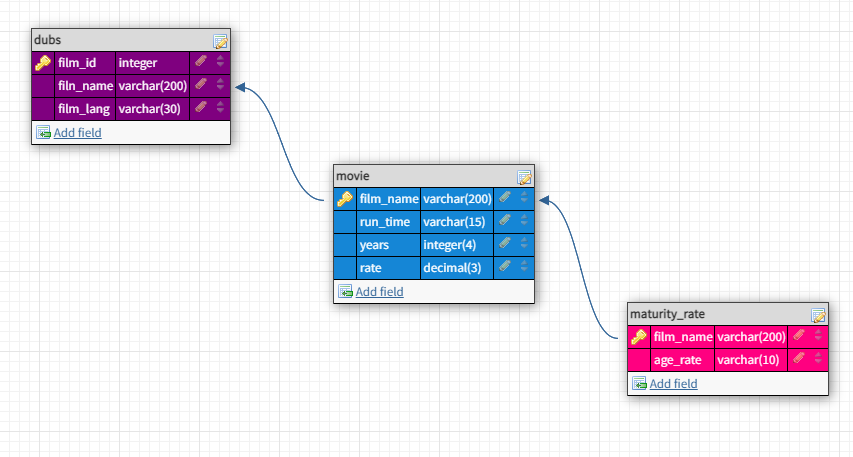 dubs
film_id integer
filn_name varchar(200)
film_lang varchar(30)
Add field
movie
film_name varchar(200)
run_time varchar(15)
years integer(4)
rate decimal(3)
Add field
maturity_rate
film_name varchar(200)
age_rate varchar(10)
Add field